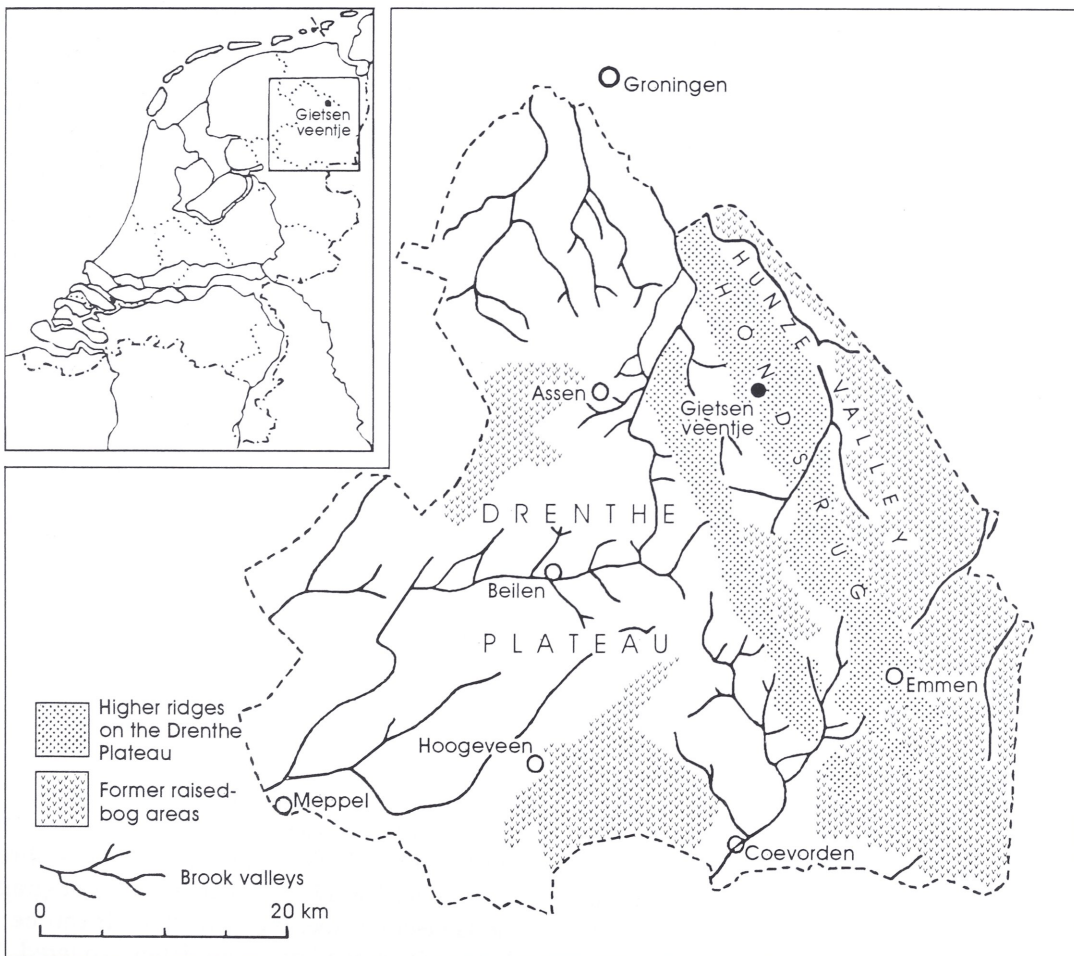 Gietsen
veentje
Groningen
HUNZE VALLEY
HONDSRUG
Assen
Gietsen
veentje
DRENTHE
Beilen
PLATEAU
Emmen
Hoogeveen
Meppel
Coevorden
Higher ridges
on the Drenthe
Plateau
Former raised-
bog areas
Brook valleys
0 20 km